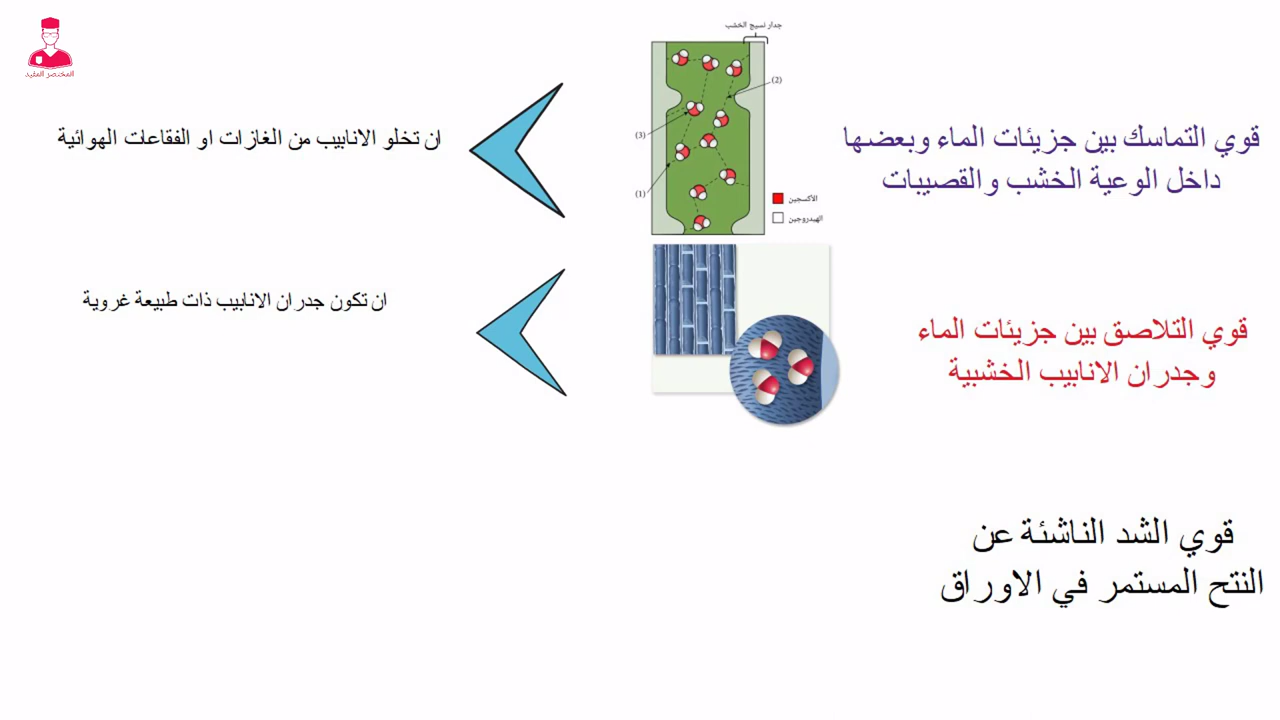 المختصر المفيد
جدار نسيج الخشب
(2)
(3)
(1)
الأكسجين
الهيدروجين
قوي التماسك بين جزيئات الماء وبعضها
داخل الوعية الخشب والقصيبات
ان تخلو الانابيب من الغازات او الفقاعات الهوائية
قوي التلاصق بين جزيئات الماء
وجدران الانابيب الخشبية
ان تكون جدران الانابيب ذات طبيعة غروية
قوي الشد الناشئة عن
النتح المستمر في الاوراق